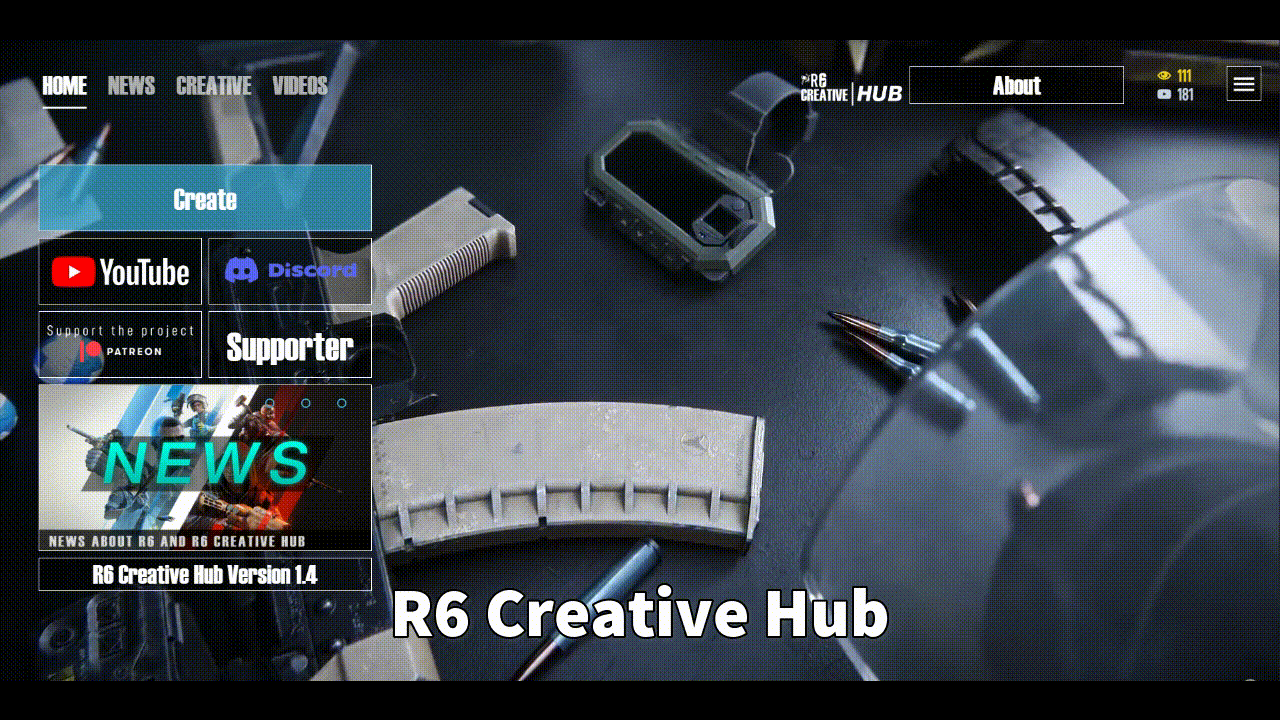 HOME NEWS CREATIVE VIDEOS
R6
CREATIVE HUB
About
111
181
Create
YouTube
Discord
Support the project
PATREON
Supporter
NEWS
NEWS ABOUT R6 AND R6 CREATIVE HUB
R6 Creative Hub Version 1.4
R6 Creative Hub